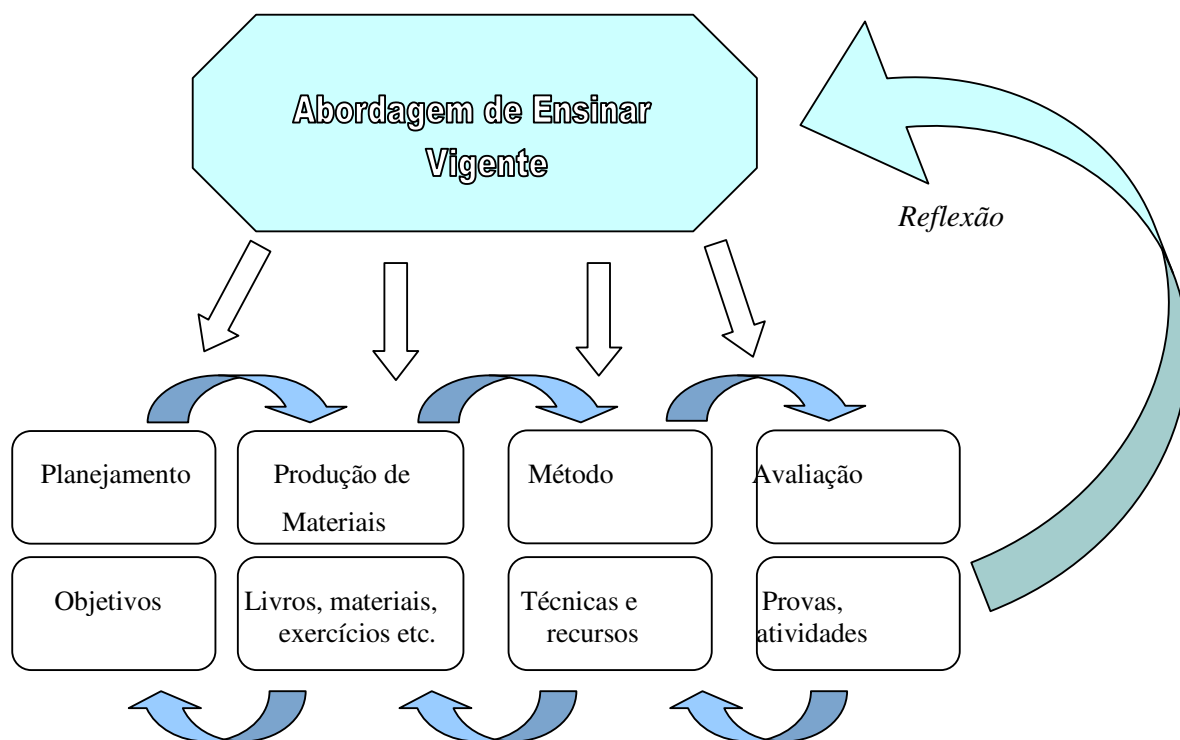 Abordagem de Ensinar
Vigente
Reflexão
Planejamento
Produção de
Materiais
Método
Avaliação
Objetivos
Livros, materiais,
exercícios etc.
Técnicas e
recursos
Provas,
atividades